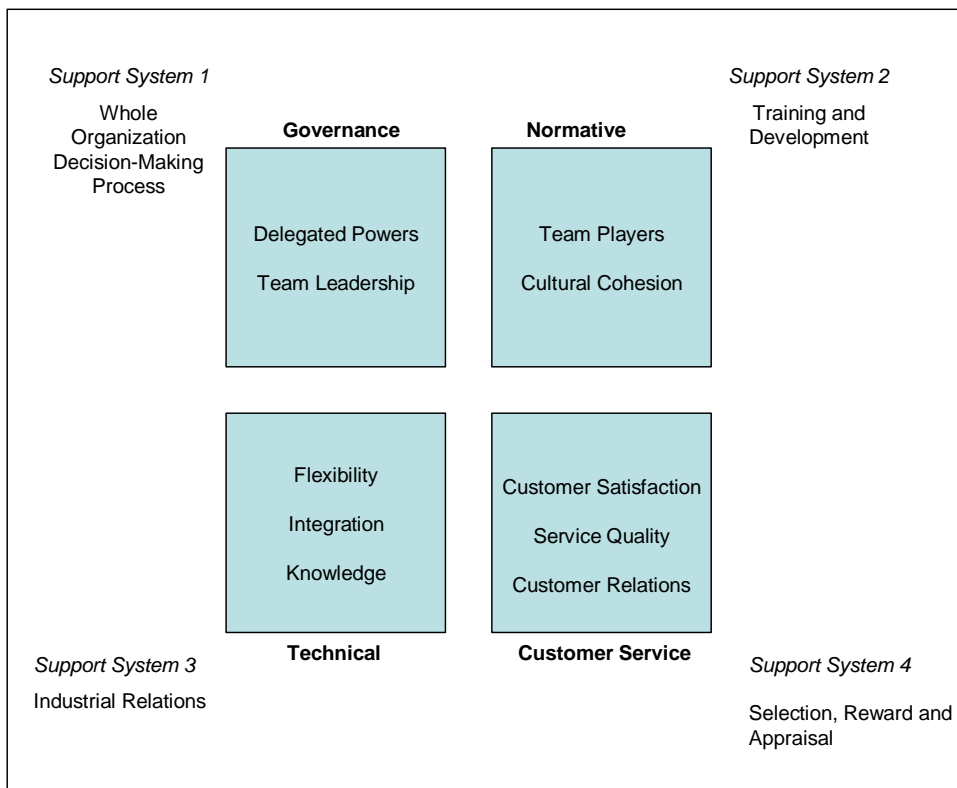 Support System 1
Whole
Organization
Decision-Making
Process
Support System 2
Training and
Development
Governance
Normative
Delegated Powers
Team Leadership
Team Players
Cultural Cohesion
Flexibility
Integration
Knowledge
Customer Satisfaction
Service Quality
Customer Relations
Technical
Customer Service
Support System 3
Industrial Relations
Support System 4
Selection, Reward and
Appraisal